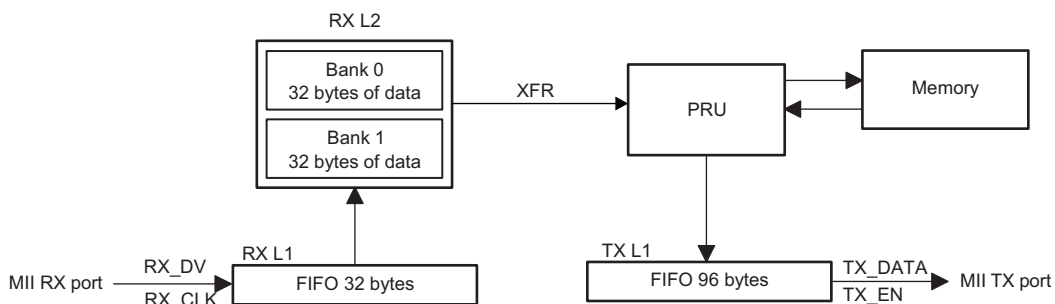 RX L2
Bank 0
32 bytes of data
Bank 1
32 bytes of data
XFR
PRU
Memory
RX L1
TX L1
MII RX port
RX_DV
RX_CLK
FIFO 32 bytes
FIFO 96 bytes
TX_DATA
TX_EN
MII TX port